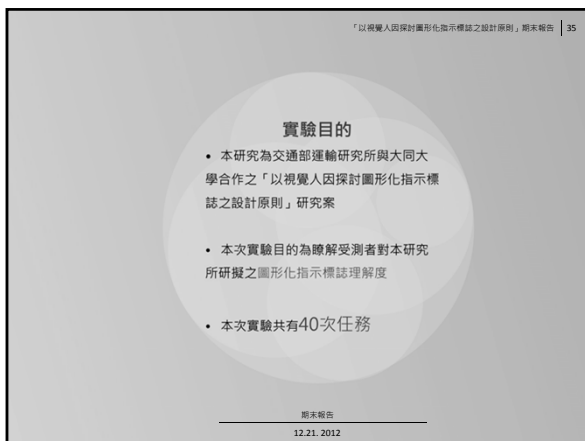 「以視覺人因探討圖形化指示標誌之設計原則」期末報告 35
實驗目的
• 本研究為交通部運輸研究所與大同大
學合作之「以視覺人因探討圖形化指示標
誌之設計原則」研究案
• 本次實驗目的為瞭解受測者對本研究
所研擬之圖形化指示標誌理解度
• 本次實驗共有40次任務
期末報告
12.21. 2012